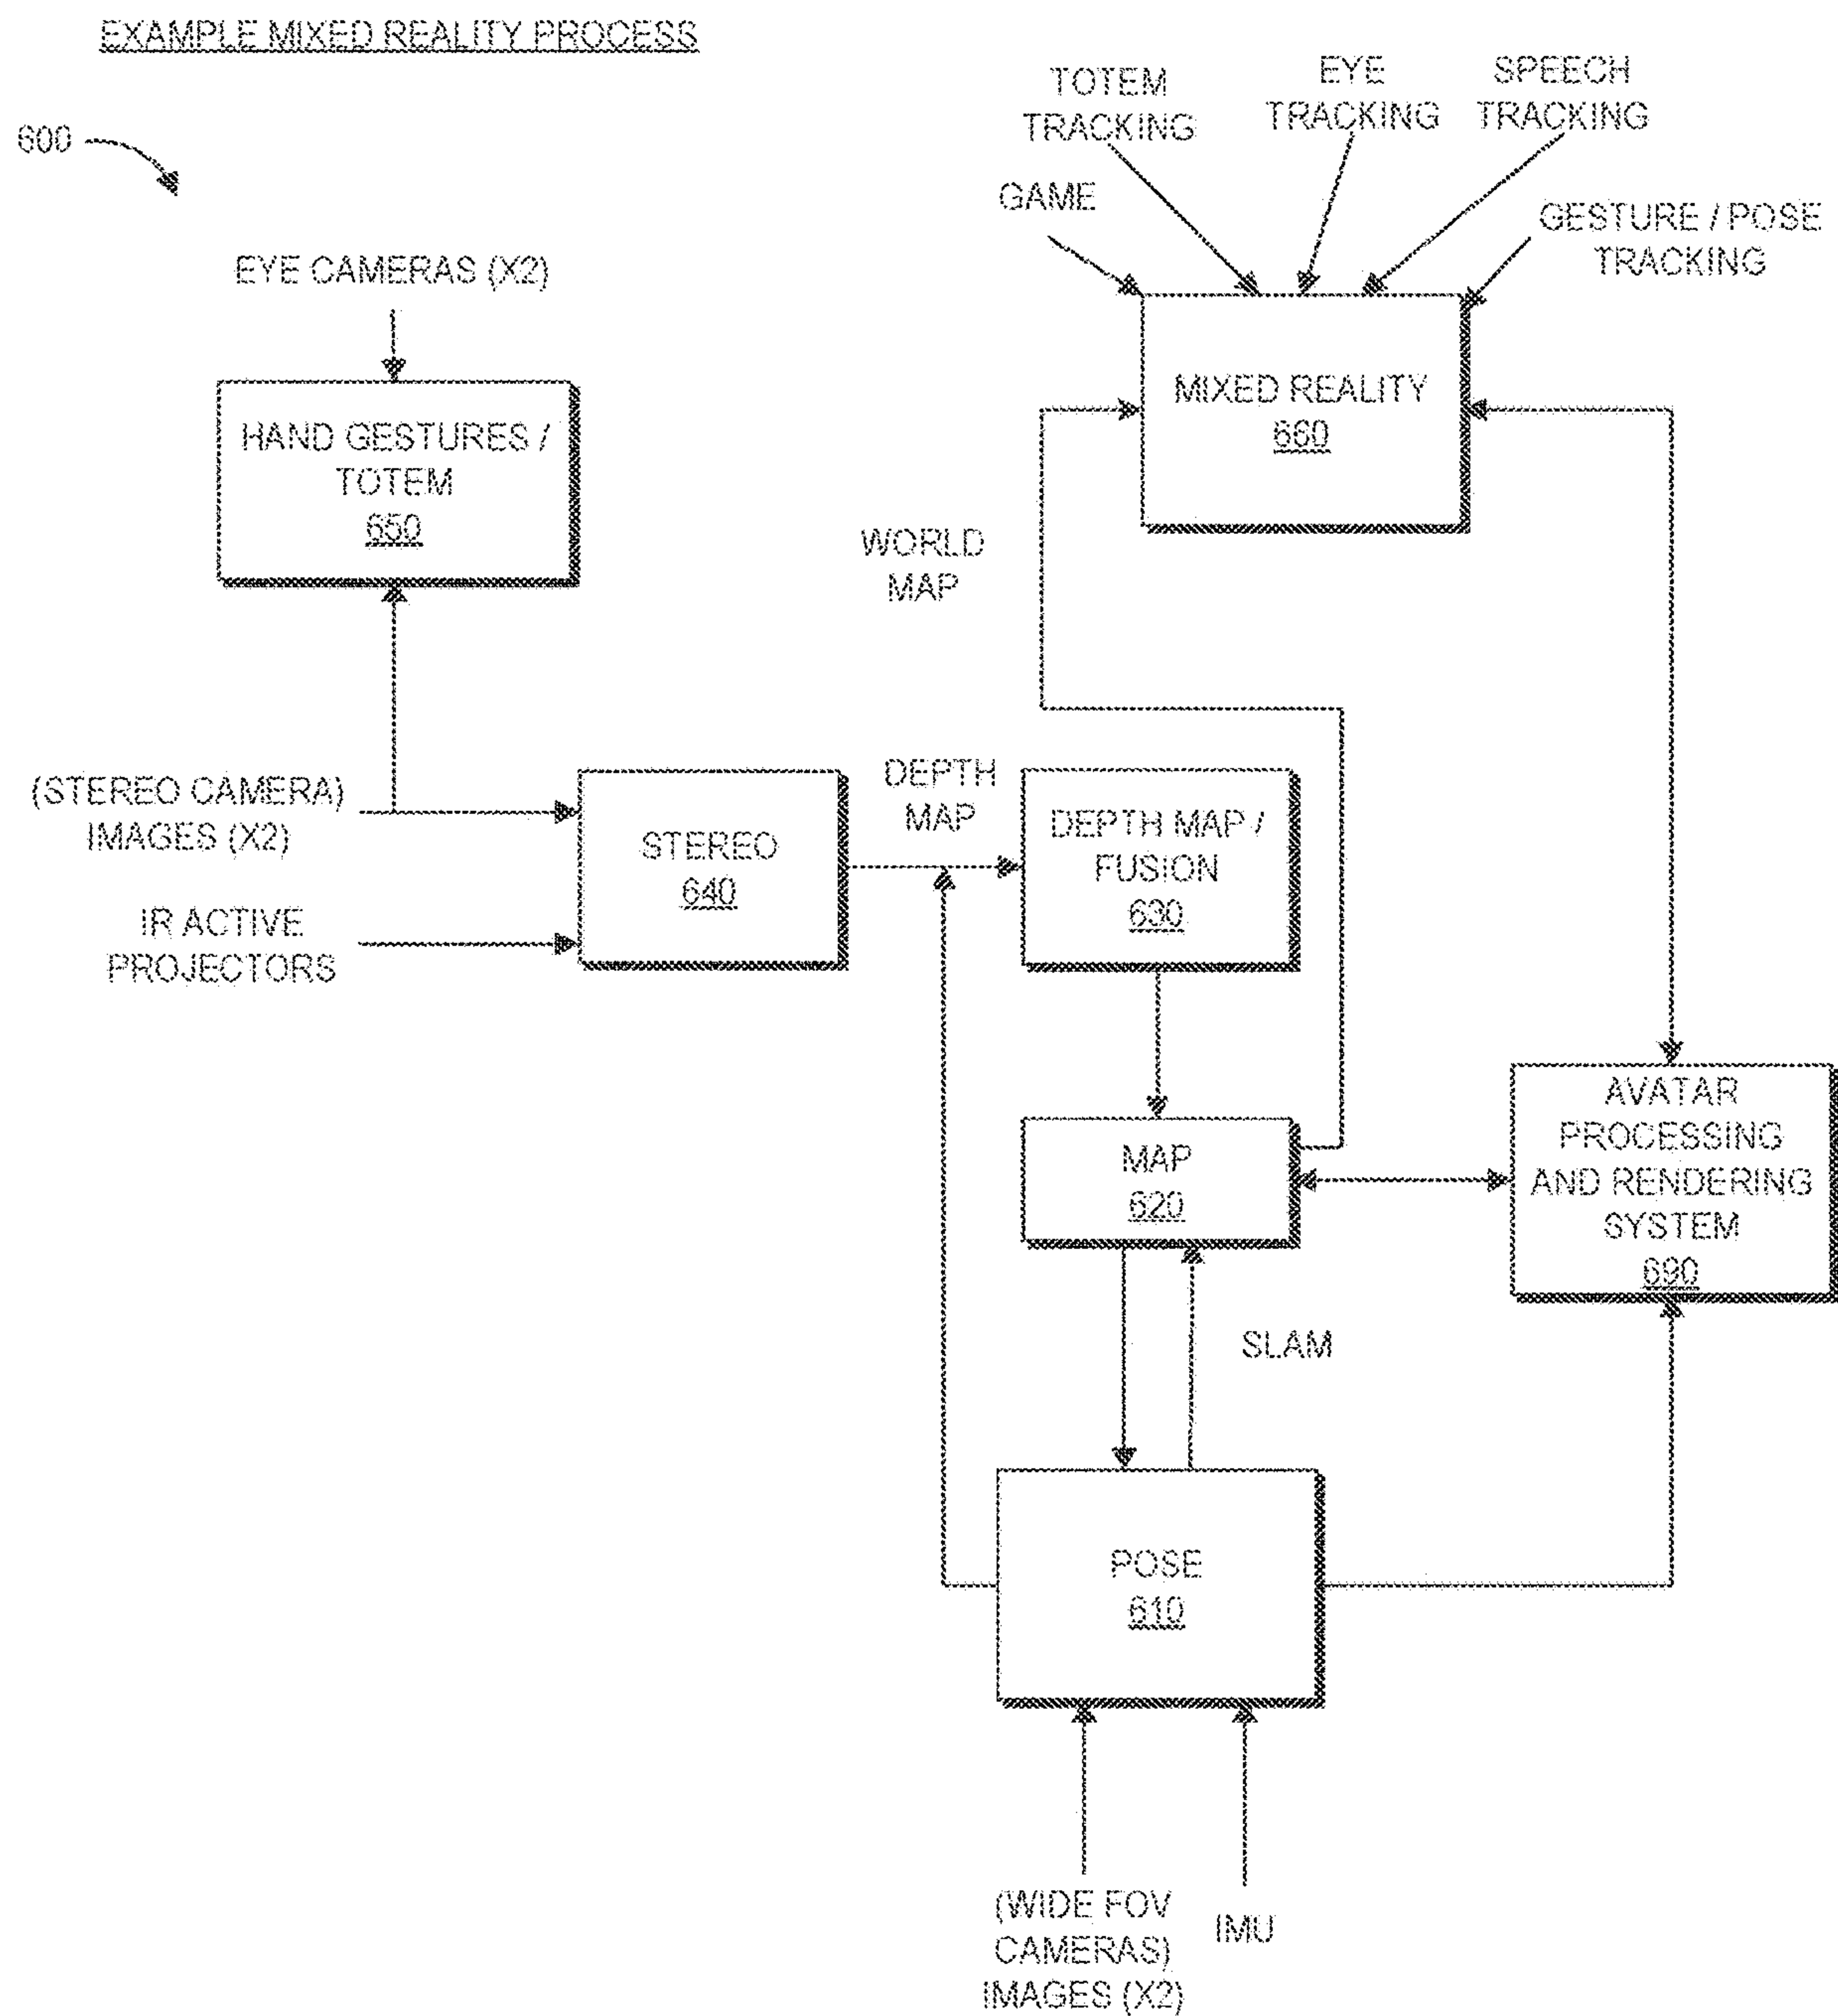 EXAMPLE MIXED REALITY PROCESS
600
TOTEM
TRACKING
EYE
TRACKING
SPEECH
TRACKING
GAME
GESTURE / POSE
TRACKING
EYE CAMERAS (X2)
HAND GESTURES /
TOTEM
650
MIXED REALITY
660
WORLD
MAP
(STEREO CAMERA)
IMAGES (X2)
IR ACTIVE
PROJECTORS
STEREO
640
DEPTH
MAP
DEPTH MAP /
FUSION
630
MAP
620
AVATAR
PROCESSING
AND RENDERING
SYSTEM
690
SLAM
POSE
610
(WIDE FOV
CAMERAS)
IMAGES (X2)
IMU